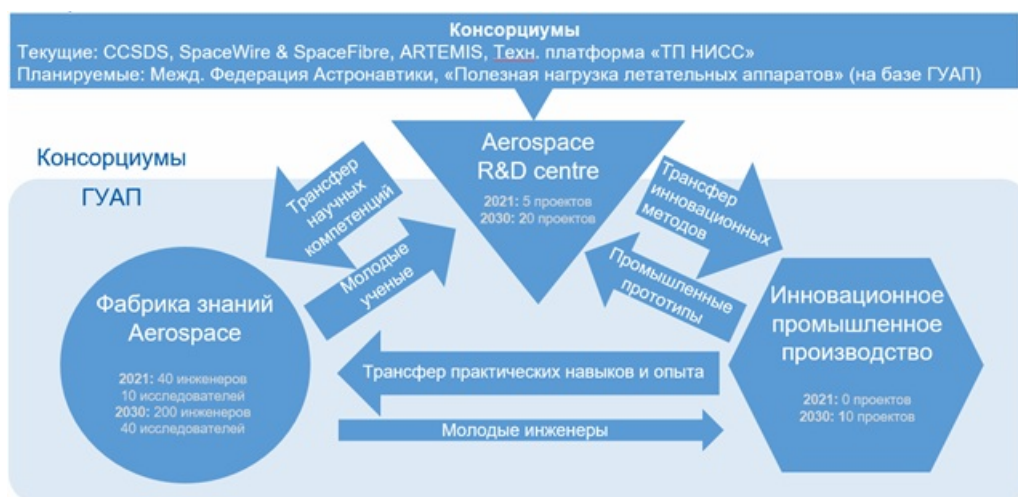 Консорциумы
Текущие: CCSDS, SpaceWire & SpaceFibre, ARTEMIS, Техн. платформа «ТП НИСС»
Планируемые: Межд. Федерация Астронавтики, «Полезная нагрузка летательных аппаратов» (на базе ГУАП)
Aerospace
R&D centre
2021: 5 проектов
2030: 20 проектов
Консорциумы
ГУАП
Трансфер
научных
компетенций
Молодые
ученые
Трансфер
инновационных
методов
Промышленные
прототипы
Фабрика знаний
Aerospace
2021: 40 инженеров
10 исследователей
2030: 200 инженеров
40 исследователей
Трансфер практических навыков и опыта
Молодые инженеры
Инновационное
промышленное
производство
2021: 0 проектов
2030: 10 проектов